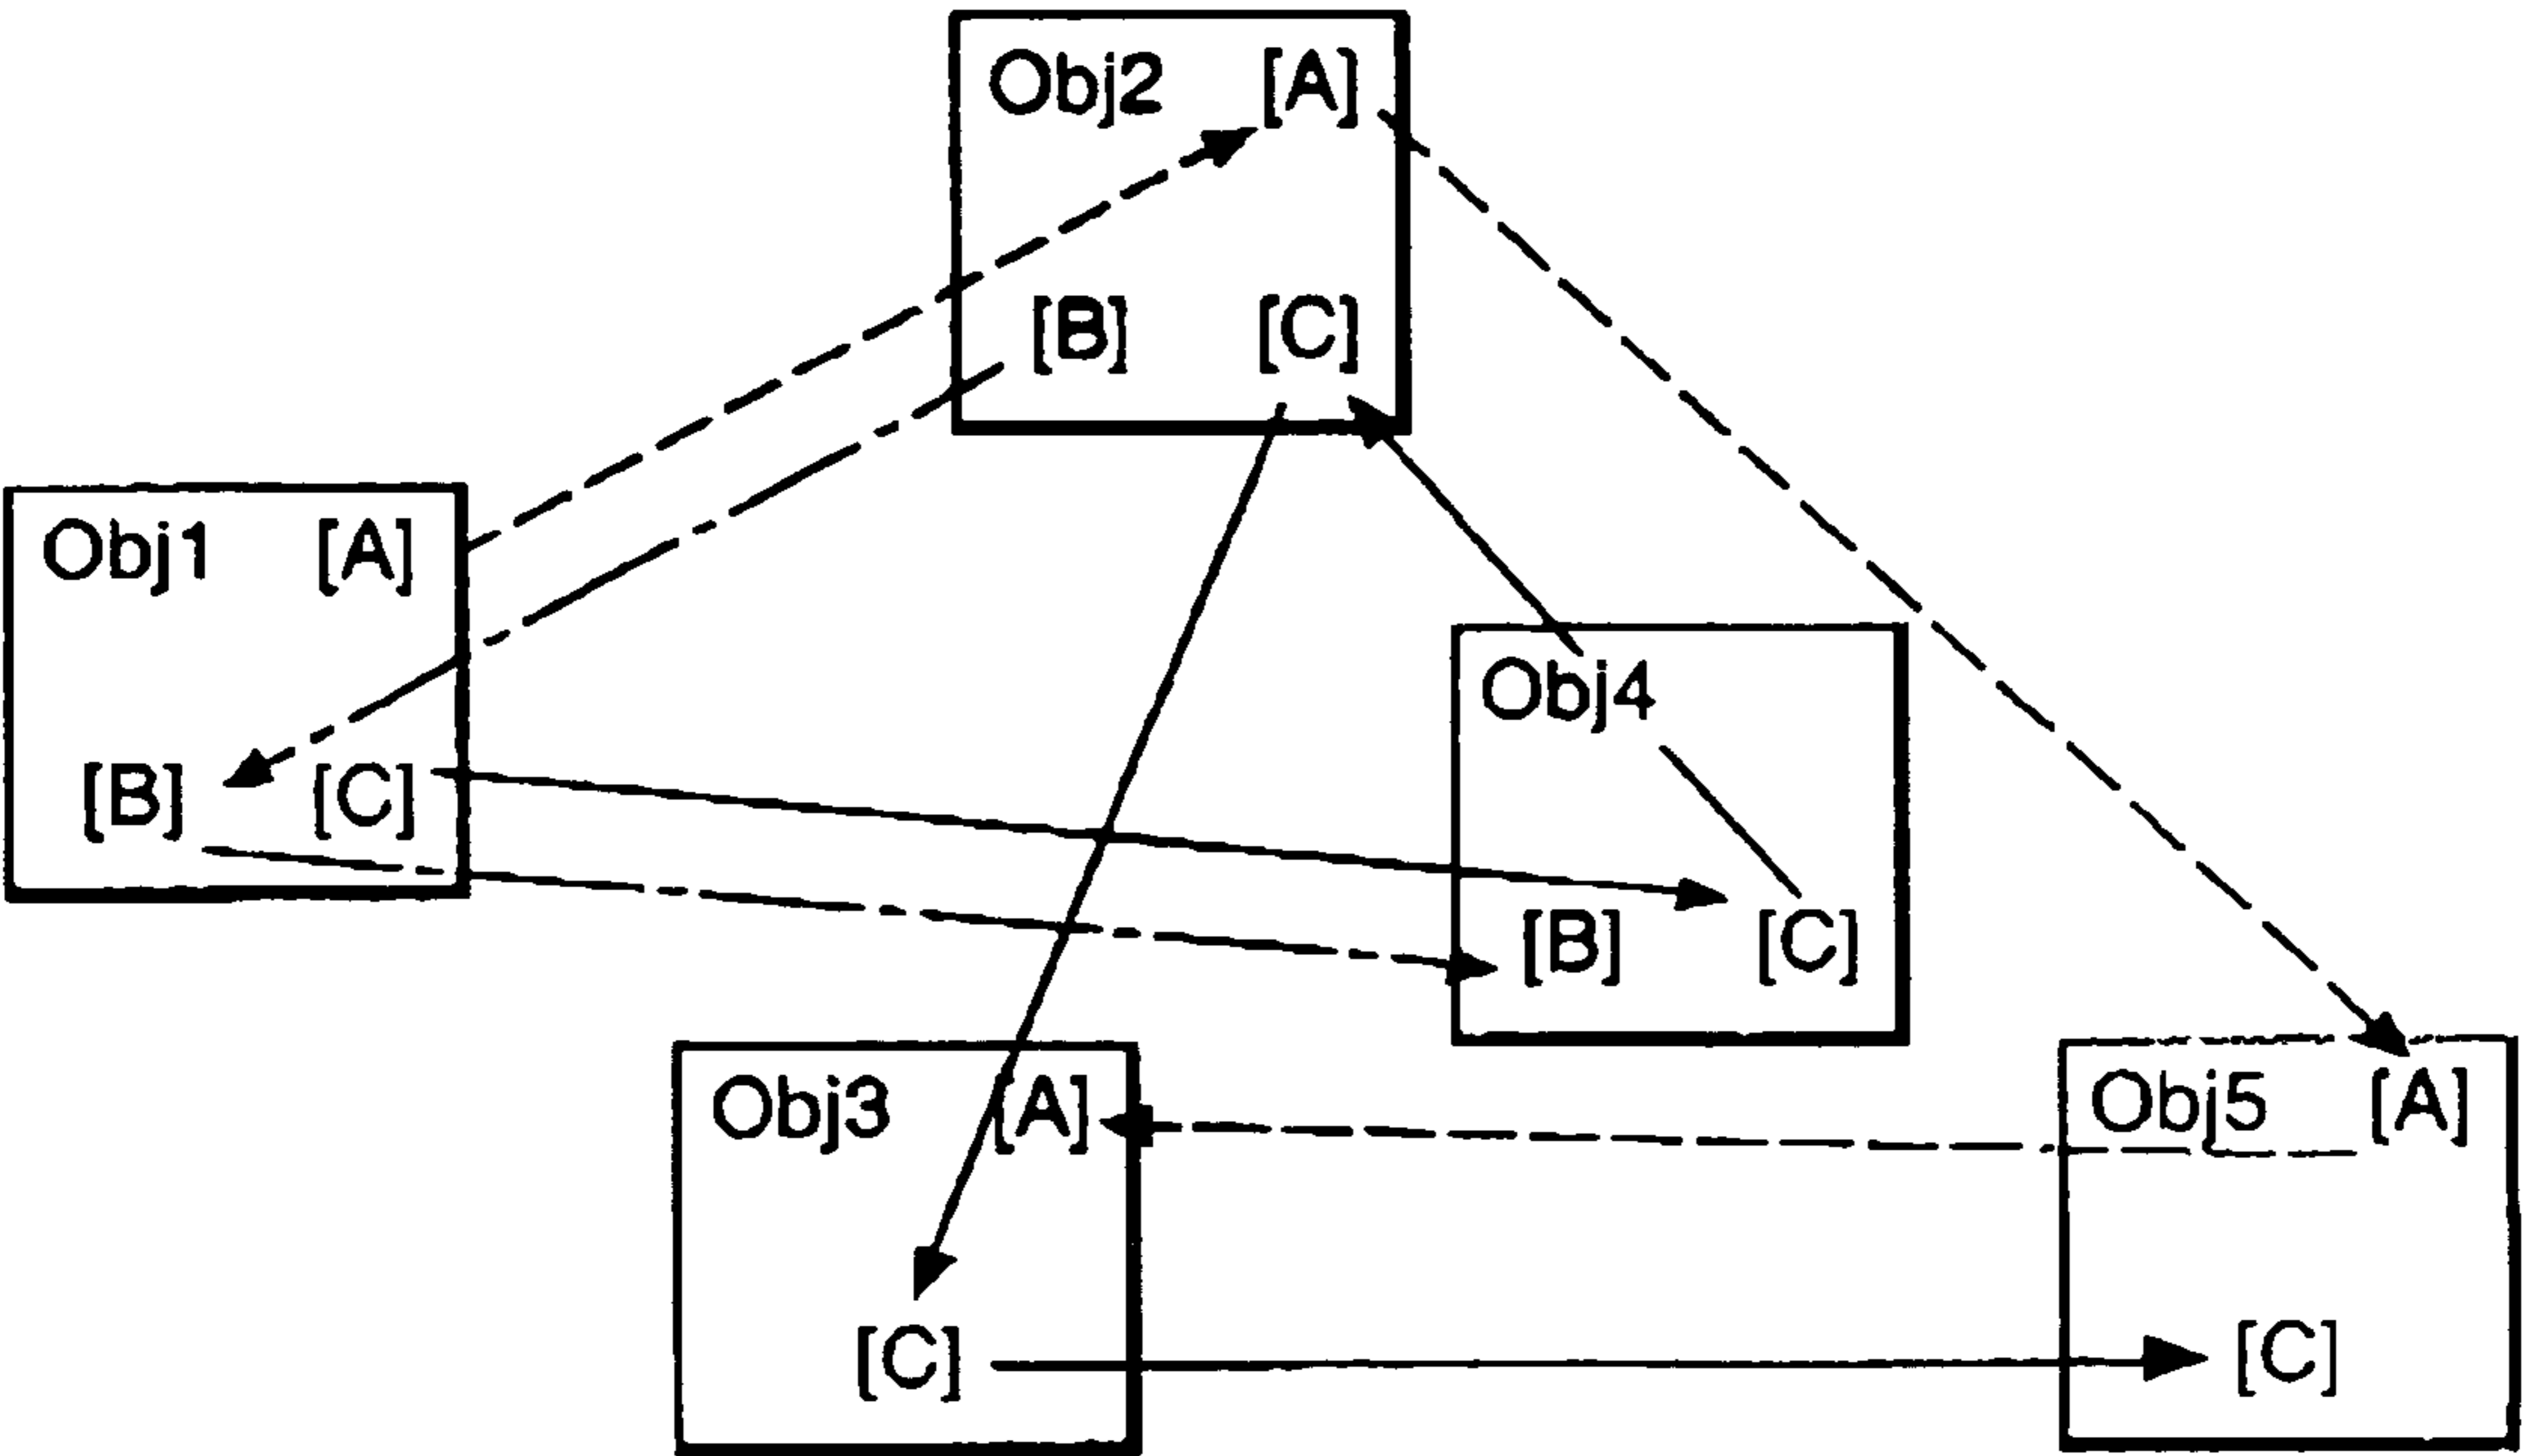 Obj2 [A]
[B] [C]
Obj1 [A]
[B] [C]
Obj4
[B] [C]
Obj3 [A]
[C]
Obj5 [A]
[C]